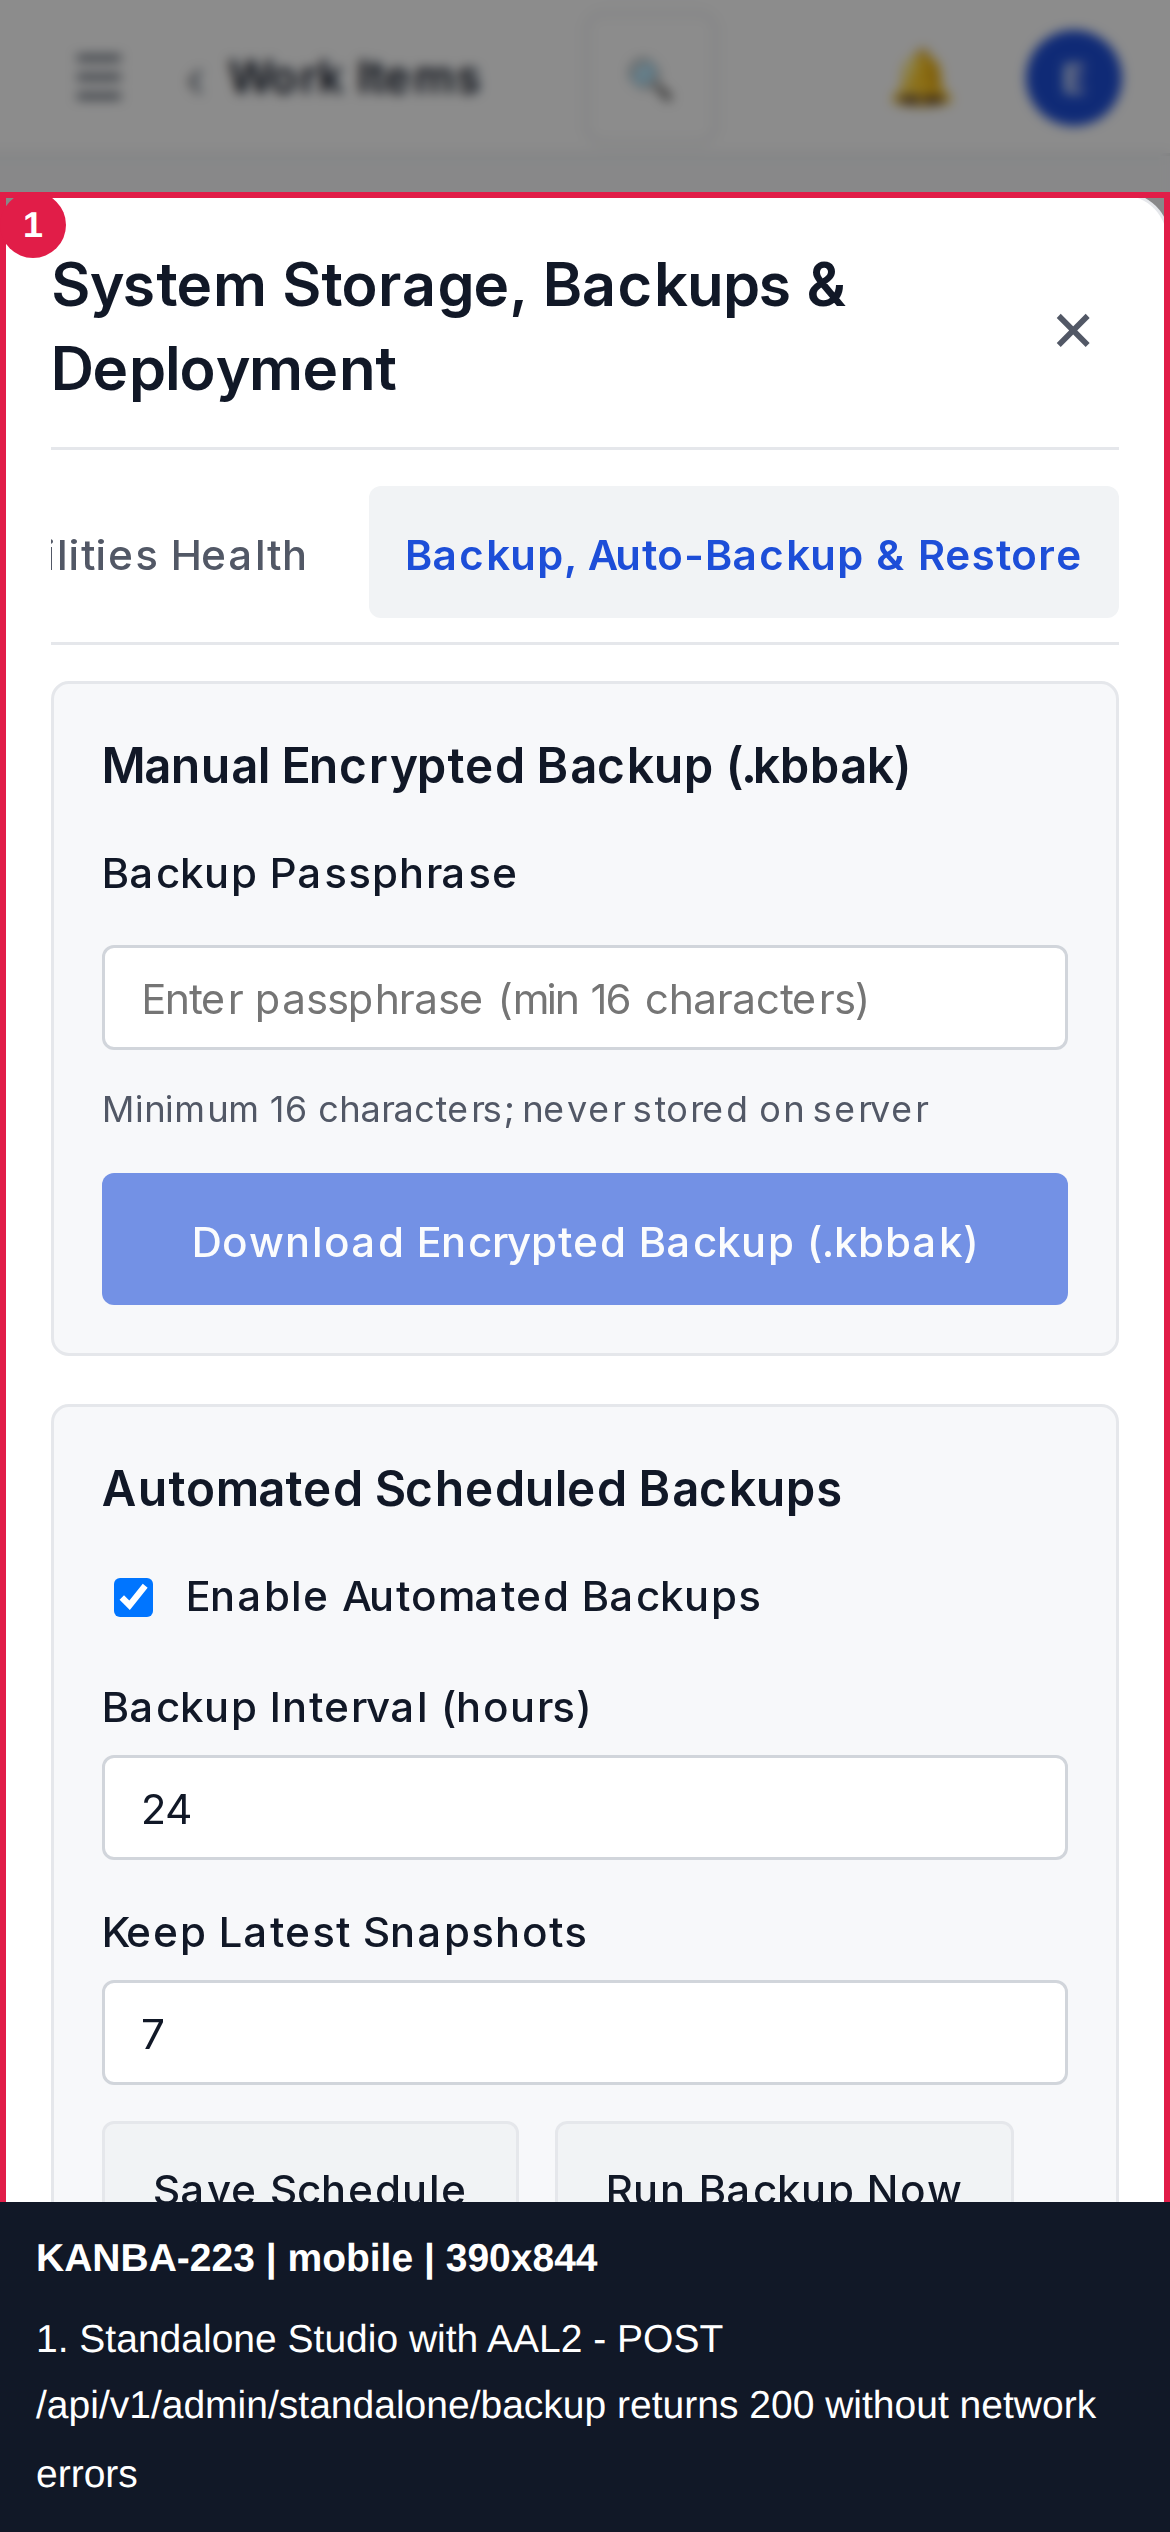 ‹ Work Items
E
1
System Storage, Backups &
Deployment
ilities Health
Backup, Auto-Backup & Restore
Manual Encrypted Backup (.kbbak)
Backup Passphrase
Enter passphrase (min 16 characters)
Minimum 16 characters; never stored on server
Download Encrypted Backup (.kbbak)
Automated Scheduled Backups
Enable Automated Backups
Backup Interval (hours)
24
Keep Latest Snapshots
7
Save Schedule
Run Backup Now
KANBA-223 | mobile | 390x844
1. Standalone Studio with AAL2 - POST
/api/v1/admin/standalone/backup returns 200 without network
errors